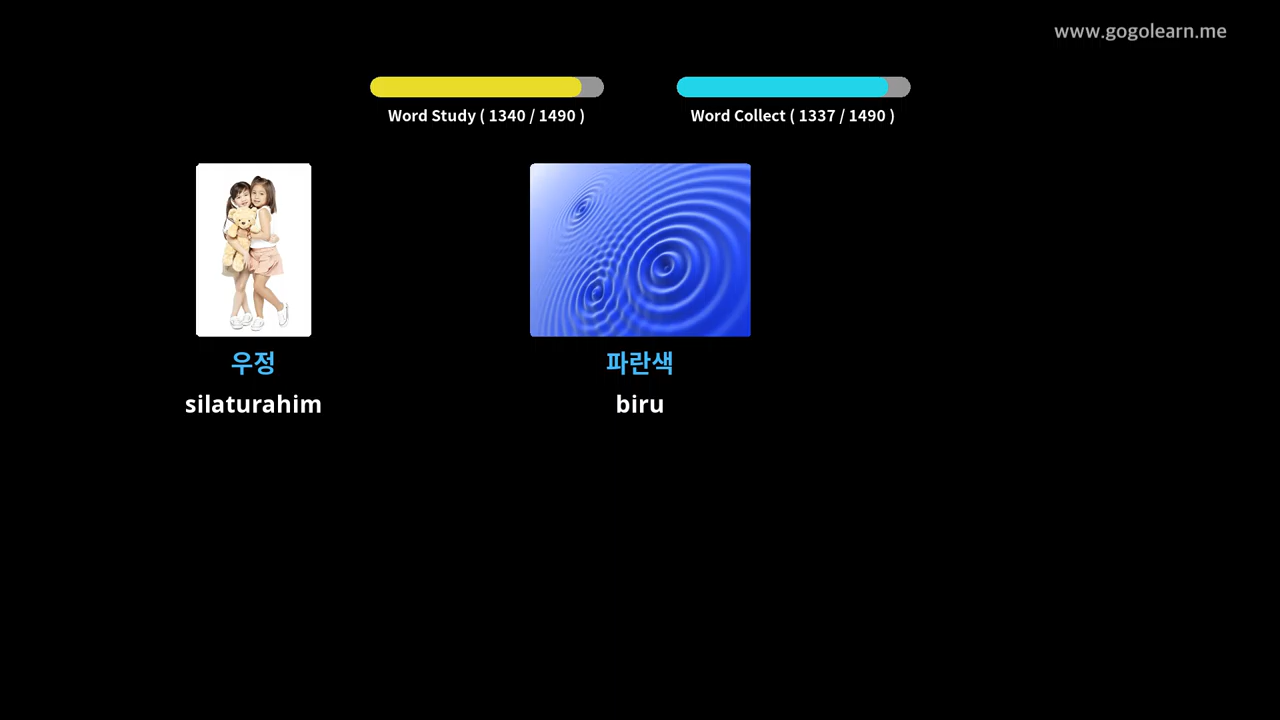 www.gogolearn.me
Word Study ( 1340 / 1490 )
Word Collect ( 1337 / 1490 )
우정
silaturahim
파란색
biru